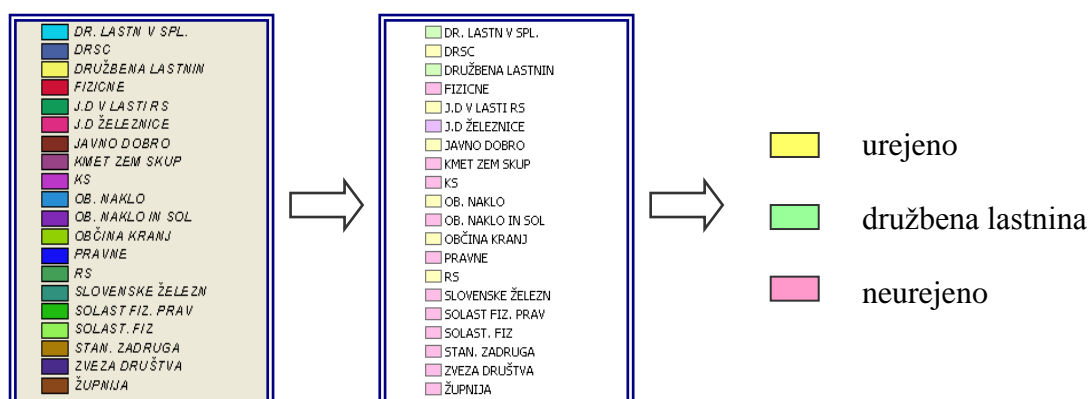 DR. LASTN V SPL.
DRSC
DRUŽBENA LASTNIN
FIZICNE
J.D V LASTI RS
J.D ŽELEZNICE
JAVNO DOBRO
KMET ZEM SKUP
KS
OB. NAKLO
OB. NAKLO IN SOL
OBČINA KRANJ
PRAVNE
RS
SLOVENSKE ŽELEZN
SOLAST FIZ. PRAV
SOLAST. FIZ
STAN. ZADRUGA
ZVEZA DRUŠTVA
ŽUPNIJA
DR. LASTN V SPL.
DRSC
DRUŽBENA LASTNIN
FIZICNE
J.D V LASTI RS
J.D ŽELEZNICE
JAVNO DOBRO
KMET ZEM SKUP
KS
OB. NAKLO
OB. NAKLO IN SOL
OBČINA KRANJ
PRAVNE
RS
SLOVENSKE ŽELEZN
SOLAST FIZ. PRAV
SOLAST. FIZ
STAN. ZADRUGA
ZVEZA DRUŠTVA
ŽUPNIJA
urejeno
družbena lastnina
neurejeno